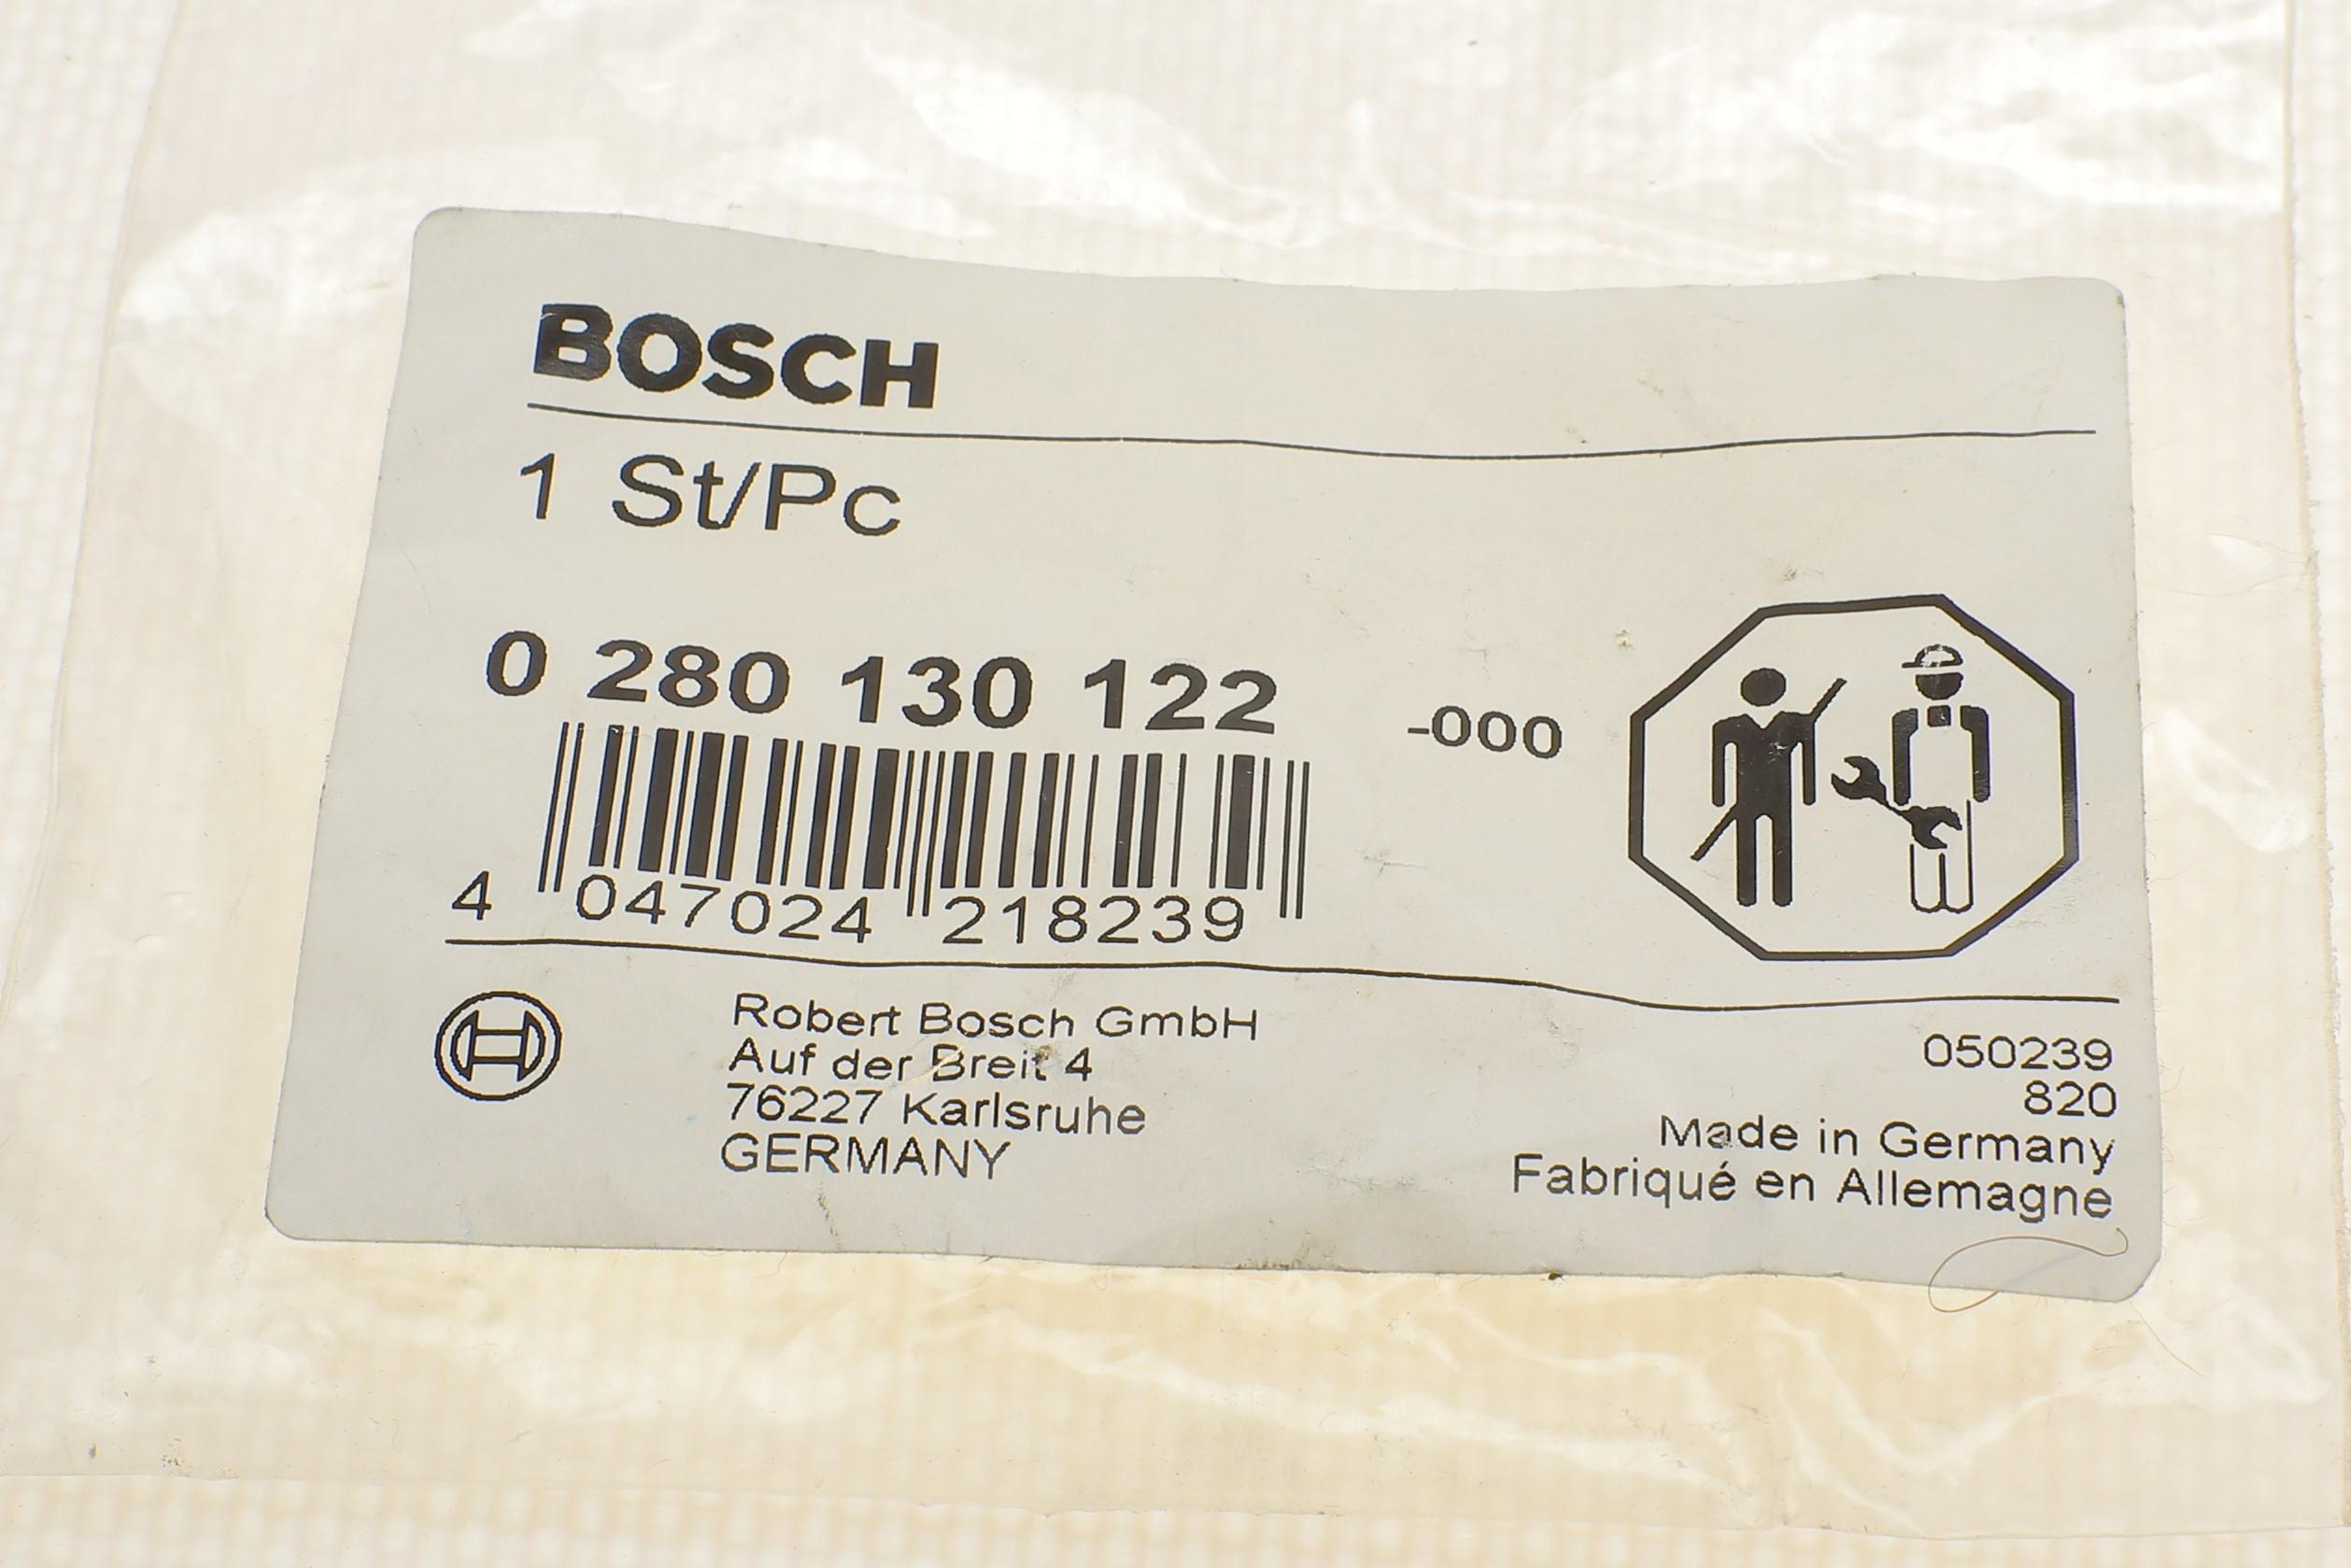 BOSCH
1 St/Pc
0 280 130 122 -000
4 047024 218239
Robert Bosch GmbH
Auf der Breit 4
76227 Karlsruhe
GERMANY
050239
820
Made in Germany
Fabriqué en Allemagne